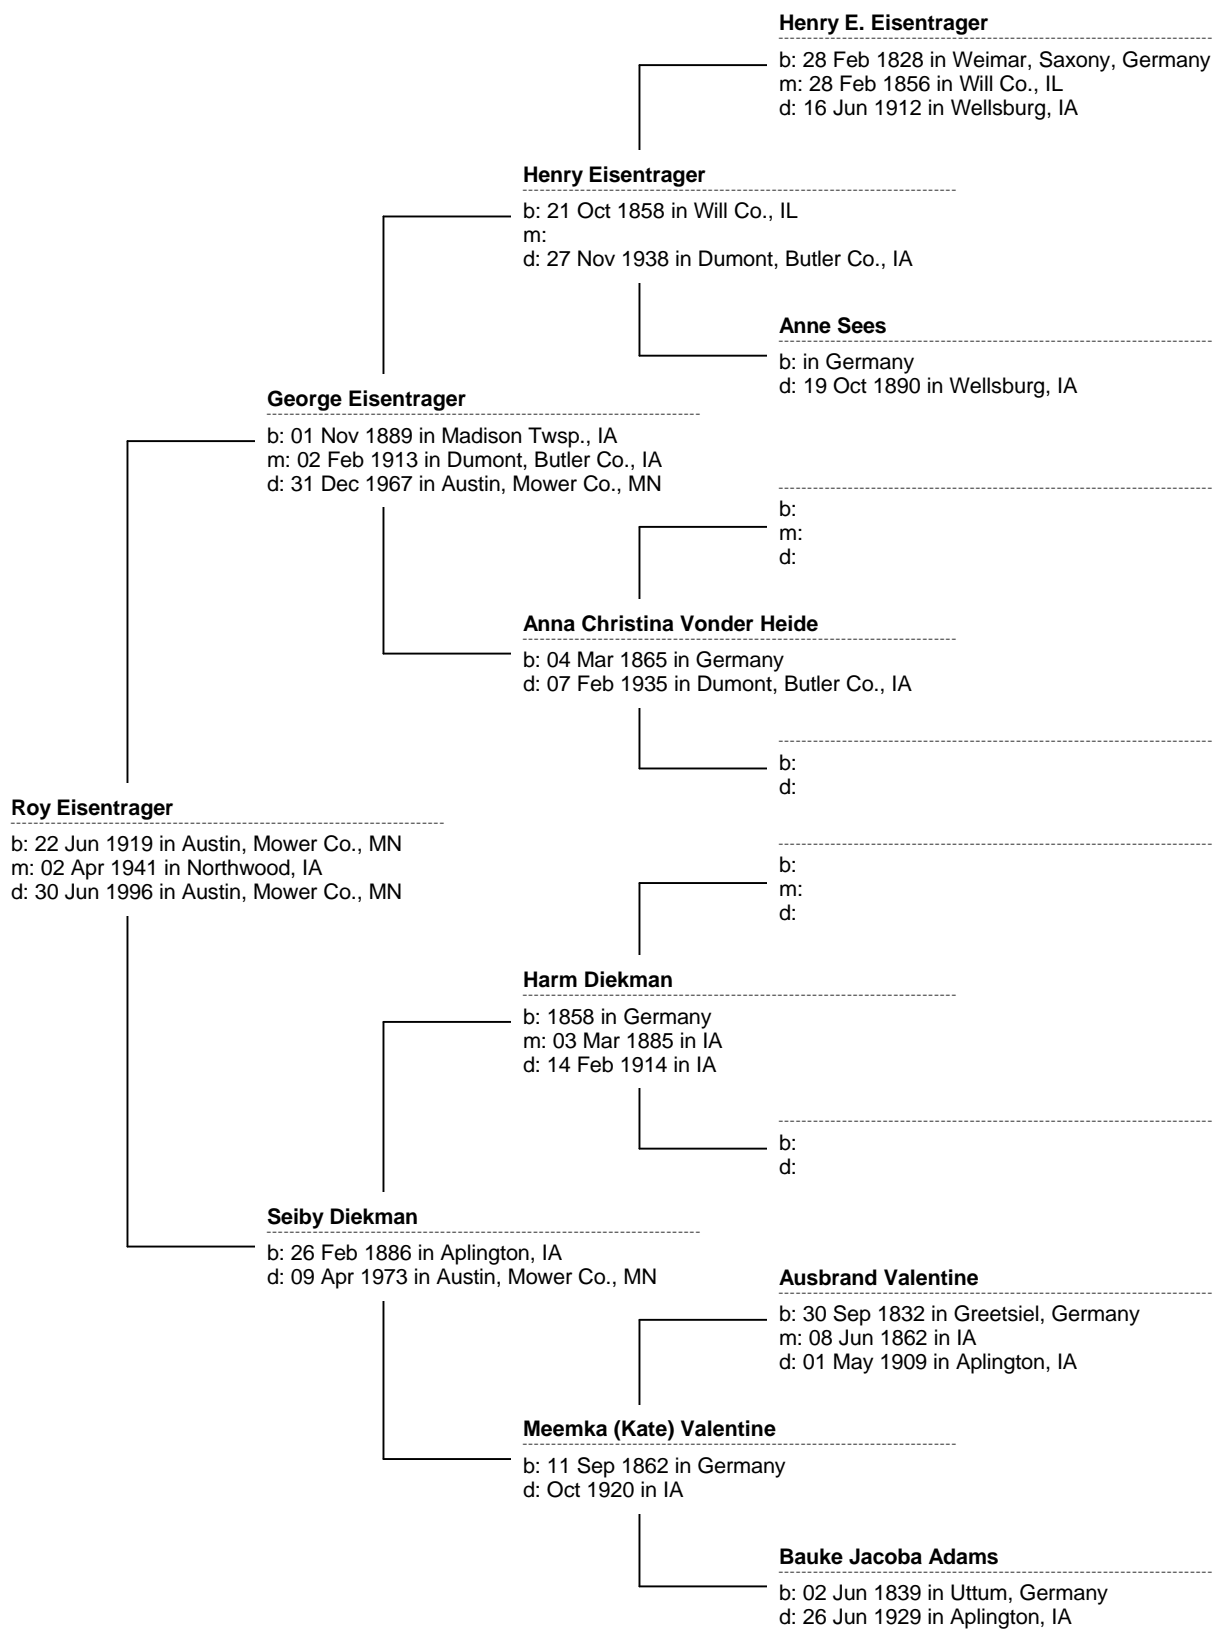 Henry E. Eisentrager
b: 28 Feb 1828 in Weimar, Saxony, Germany
m: 28 Feb 1856 in Will Co., IL
d: 16 Jun 1912 in Wellsburg, IA
Henry Eisentrager
b: 21 Oct 1858 in Will Co., IL
m:
d: 27 Nov 1938 in Dumont, Butler Co., IA
Anne Sees
b: in Germany
d: 19 Oct 1890 in Wellsburg, IA
George Eisentrager
b: 01 Nov 1889 in Madison Twsp., IA
m: 02 Feb 1913 in Dumont, Butler Co., IA
d: 31 Dec 1967 in Austin, Mower Co., MN
b:
m:
d:
Anna Christina Vonder Heide
b: 04 Mar 1865 in Germany
d: 07 Feb 1935 in Dumont, Butler Co., IA
b:
d:
Roy Eisentrager
b: 22 Jun 1919 in Austin, Mower Co., MN
m: 02 Apr 1941 in Northwood, IA
d: 30 Jun 1996 in Austin, Mower Co., MN
b:
m:
d:
Harm Diekman
b: 1858 in Germany
m: 03 Mar 1885 in IA
d: 14 Feb 1914 in IA
b:
d:
Seiby Diekman
b: 26 Feb 1886 in Aplington, IA
d: 09 Apr 1973 in Austin, Mower Co., MN
Ausbrand Valentine
b: 30 Sep 1832 in Greetsiel, Germany
m: 08 Jun 1862 in IA
d: 01 May 1909 in Aplington, IA
Meemka (Kate) Valentine
b: 11 Sep 1862 in Germany
d: Oct 1920 in IA
Bauke Jacoba Adams
b: 02 Jun 1839 in Uttum, Germany
d: 26 Jun 1929 in Aplington, IA